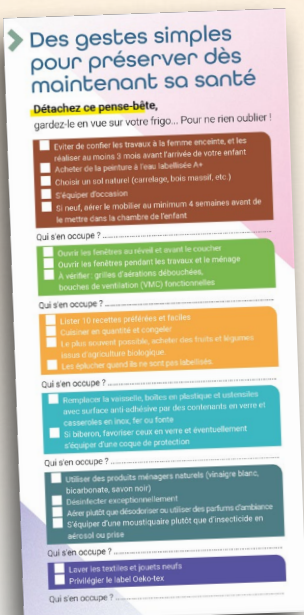 Des gestes simples
pour préserver dès
maintenant sa santé
Détachez ce pense-bête,
gardez-le en vue sur votre frigo... Pour ne rien oublier !
Eviter de confier les travaux à la femme enceinte, et les
réaliser au moins 3 mois avant l'arrivée de votre enfant
Acheter de la peinture à l'eau labellisée A+
Choisir un sol naturel (carrelage, bois massif, etc.)
S'équiper d'occasion
Si neuf, aérer le mobilier au minimum 4 semaines avant de
le mettre dans la chambre de l'enfant
Qui s'en occupe ?
Ouvrir les fenêtres au réveil et avant le coucher
Ouvrir les fenêtres pendant les travaux et le ménage
À vérifier : grilles d'aérations débouchées,
bouches de ventilation (VMC) fonctionnelles
Qui s'en occupe ?
Lister 10 recettes préférées et faciles
Cuisiner en quantité et congeler
Le plus souvent possible, acheter des fruits et légumes
issus d'agriculture biologique
Les éplucher quand ils ne sont pas labellisés.
Qui s'en occupe ?
Remplacer la vaisselle, boîtes en plastique et ustensiles
avec surface anti-adhésive par des contenants en verre et
casseroles en inox, fer ou fonte
Si biberon, favoriser ceux en verre et éventuellement
s'équiper d'une coque de protection
Qui s'en occupe ?
Utiliser des produits ménagers naturels (vinaigre blanc,
bicarbonate, savon noir)
Désinfecter exceptionnellement
Aérer plutôt que désodoriser ou utiliser des parfums d'ambiance
S'équiper d'une moustiquaire plutôt que d'insecticide en
aérosol ou prise
Qui s'en occupe ?
Laver les textiles et jouets neufs
Privilégier le label Oeko-tex
Qui s'en occupe ?